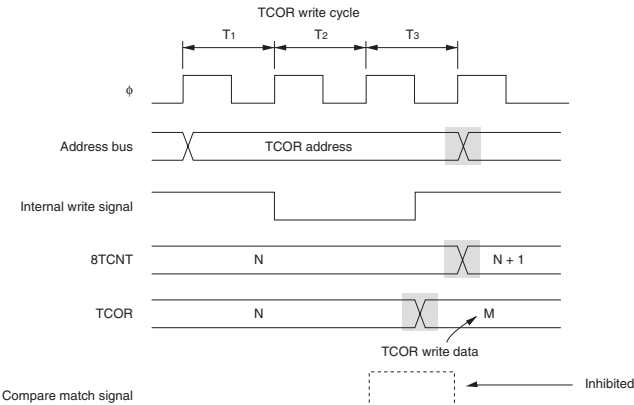 TCOR write cycle
T1 T2 T3
φ
Address bus TCOR address
Internal write signal
8TCNT N N + 1
TCOR N M
TCOR write data
Compare match signal Inhibited